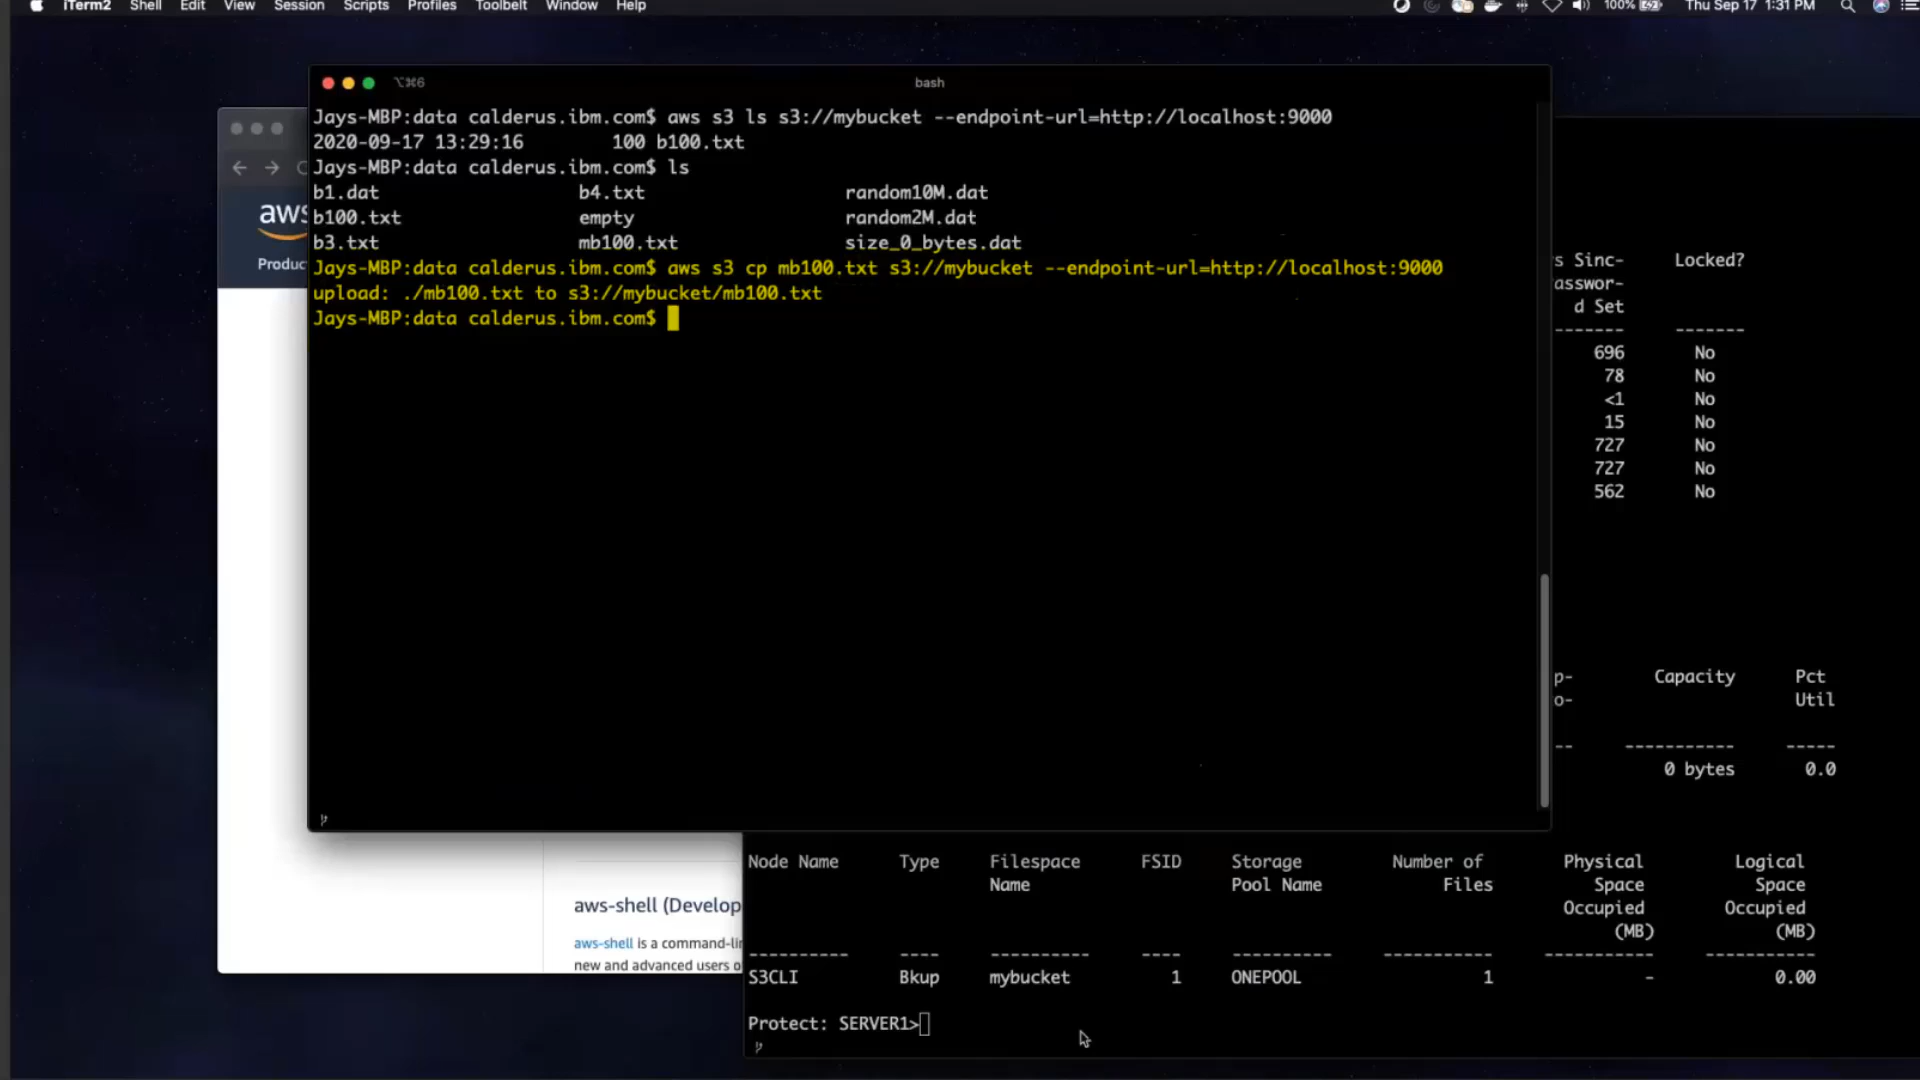 iTerm2 Shell Edit View Session Scripts Profiles Toolbelt Window Help 100% Thu Sep 17 1:31 PM
⌥⌘6 bash
Jays-MBP:data calderus.ibm.com$ aws s3 ls s3://mybucket --endpoint-url=http://localhost:9000
2020-09-17 13:29:16 100 b100.txt
Jays-MBP:data calderus.ibm.com$ ls
b1.dat b4.txt random10M.dat
b100.txt empty random2M.dat
b3.txt mb100.txt size_0_bytes.dat
Jays-MBP:data calderus.ibm.com$ aws s3 cp mb100.txt s3://mybucket --endpoint-url=http://localhost:9000
upload: ./mb100.txt to s3://mybucket/mb100.txt
Jays-MBP:data calderus.ibm.com$
aws
Produc
s Sinc- Locked?
asswor-
d Set
------- -------
696 No
78 No
<1 No
15 No
727 No
727 No
562 No
p- Capacity Pct
o- Util
-- ----------- -----
0 bytes 0.0
aws-shell (Develop
aws-shell is a command-lin
new and advanced users o
Node Name Type Filespace FSID Storage Number of Physical Logical
Name Pool Name Files Space Space
Occupied Occupied
(MB) (MB)
---------- ---- ---------- ---- ---------- ----------- ----------- -----------
S3CLI Bkup mybucket 1 ONEPOOL 1 - 0.00
Protect: SERVER1>